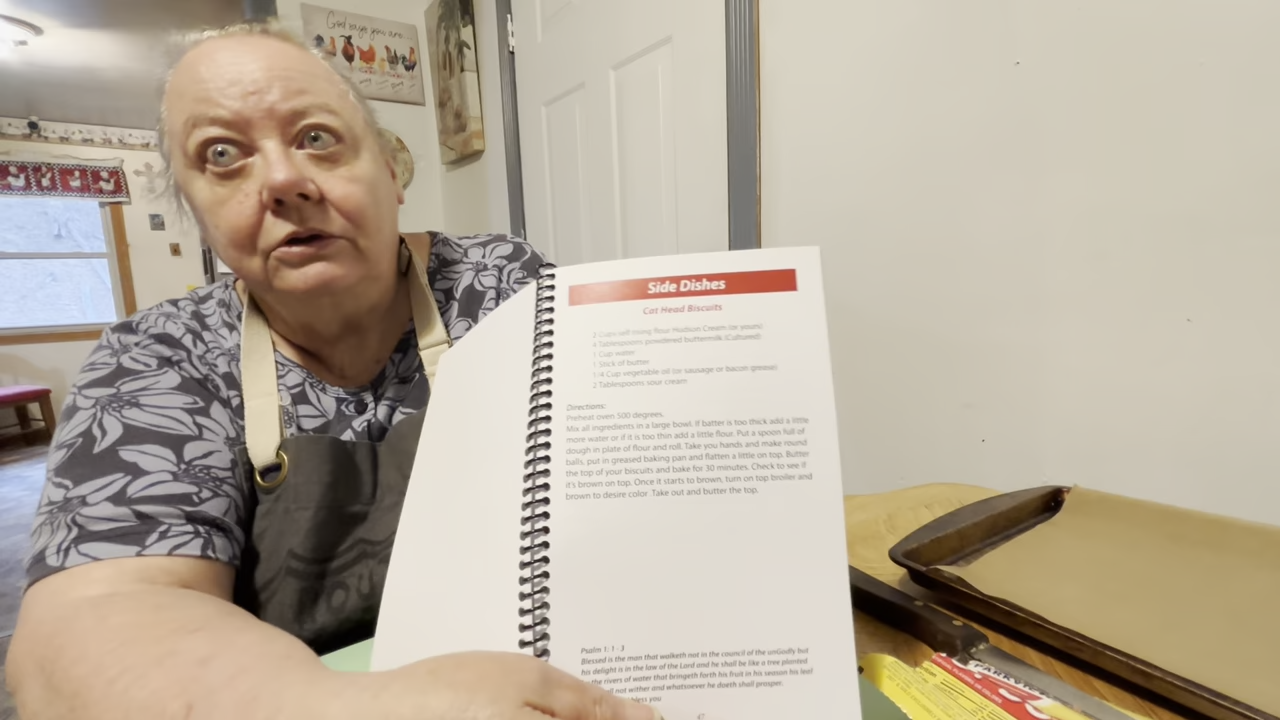 God says you are...
Side Dishes
Cat Head Biscuits
2 Cups self rising flour Hudson Cream (or yours)
4 Tablespoons powdered buttermilk (Cultured)
1 Cup water
1 Stick of butter
1/4 Cup vegetable oil (or sausage or bacon grease)
2 Tablespoons sour cream
Directions:
Preheat oven 500 degrees.
Mix all ingredients in a large bowl. If batter is too thick add a little
more water or if it is too thin add a little flour. Put a spoon full of
dough in plate of flour and roll. Take you hands and make round
balls, put in greased baking pan and flatten a little on top. Butter
the top of your biscuits and bake for 30 minutes. Check to see if
it's brown on top. Once it starts to brown, turn on top broiler and
brown to desire color. Take out and butter the top.
Psalm 1: 1 - 3
Blessed is the man that walketh not in the council of the unGodly but
his delight is in the law of the Lord and he shall be like a tree planted
the rivers of water that bringeth forth his fruit in his season his leaf
not wither and whatsoever he doeth shall prosper.
bless you